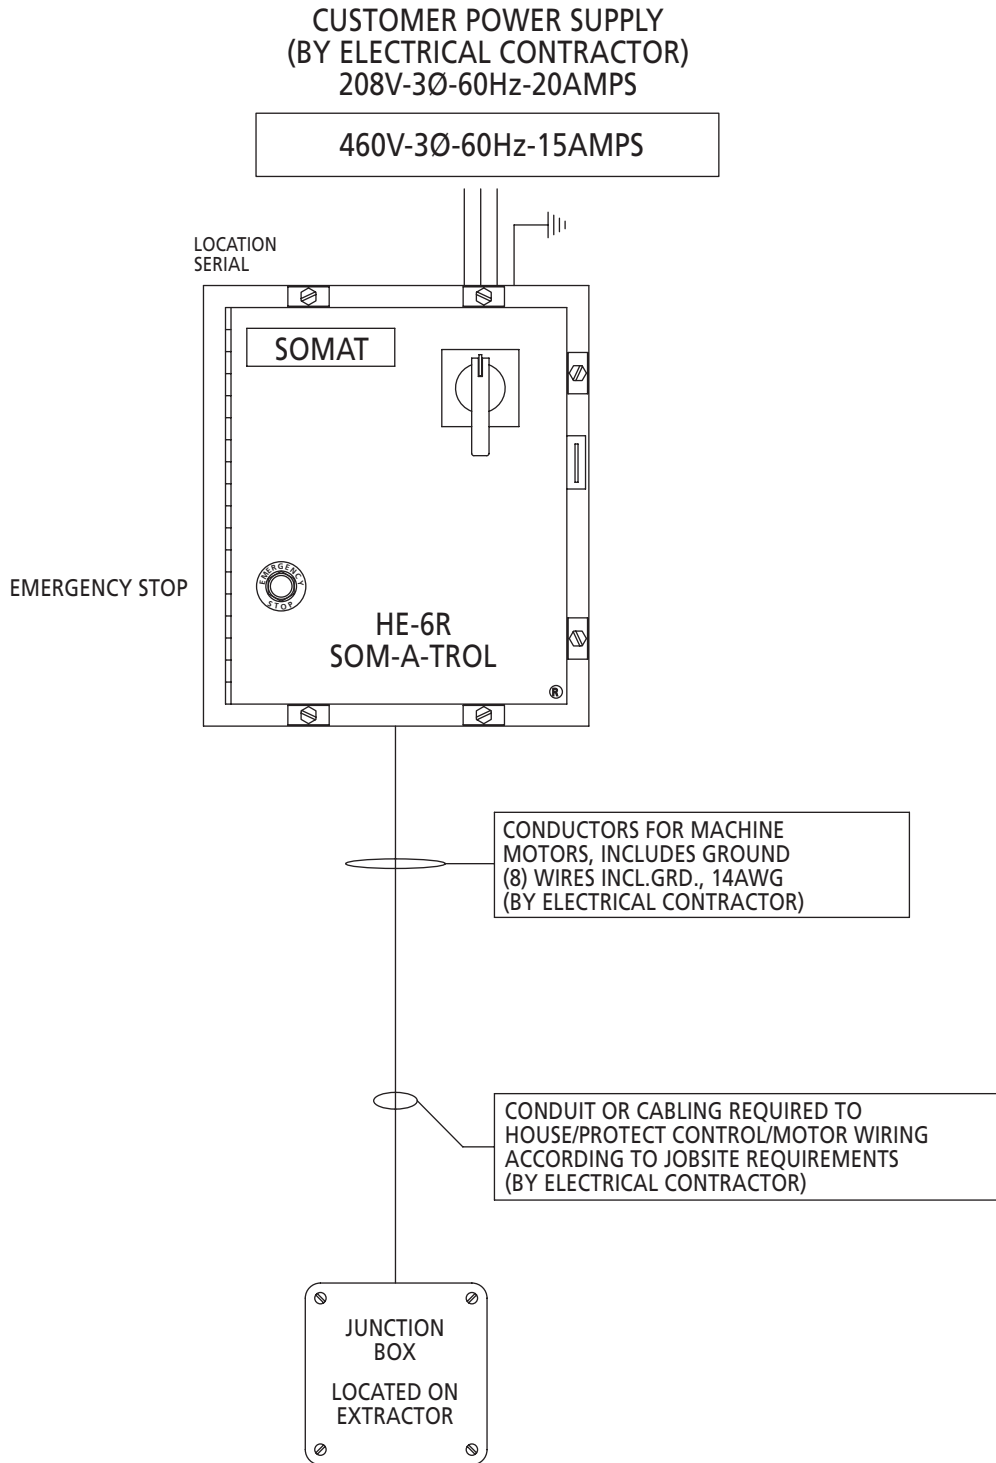 CUSTOMER POWER SUPPLY
(BY ELECTRICAL CONTRACTOR)
208V-3Ø-60Hz-20AMPS
460V-3Ø-60Hz-15AMPS
LOCATION
SERIAL
SOMAT
EMERGENCY STOP
EMERGENCY
STOP
HE-6R
SOM-A-TROL
®
CONDUCTORS FOR MACHINE
MOTORS, INCLUDES GROUND
(8) WIRES INCL.GRD., 14AWG
(BY ELECTRICAL CONTRACTOR)
CONDUIT OR CABLING REQUIRED TO
HOUSE/PROTECT CONTROL/MOTOR WIRING
ACCORDING TO JOBSITE REQUIREMENTS
(BY ELECTRICAL CONTRACTOR)
JUNCTION
BOX
LOCATED ON
EXTRACTOR